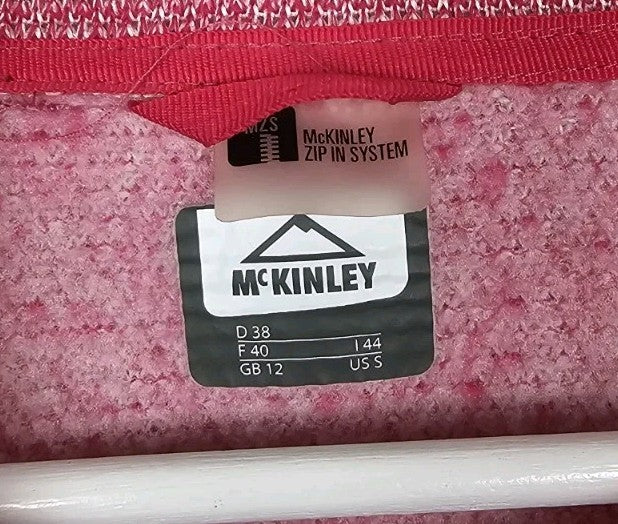 MZS
McKINLEY
ZIP IN SYSTEM
McKINLEY
D 38
F 40 I 44
GB 12 US S